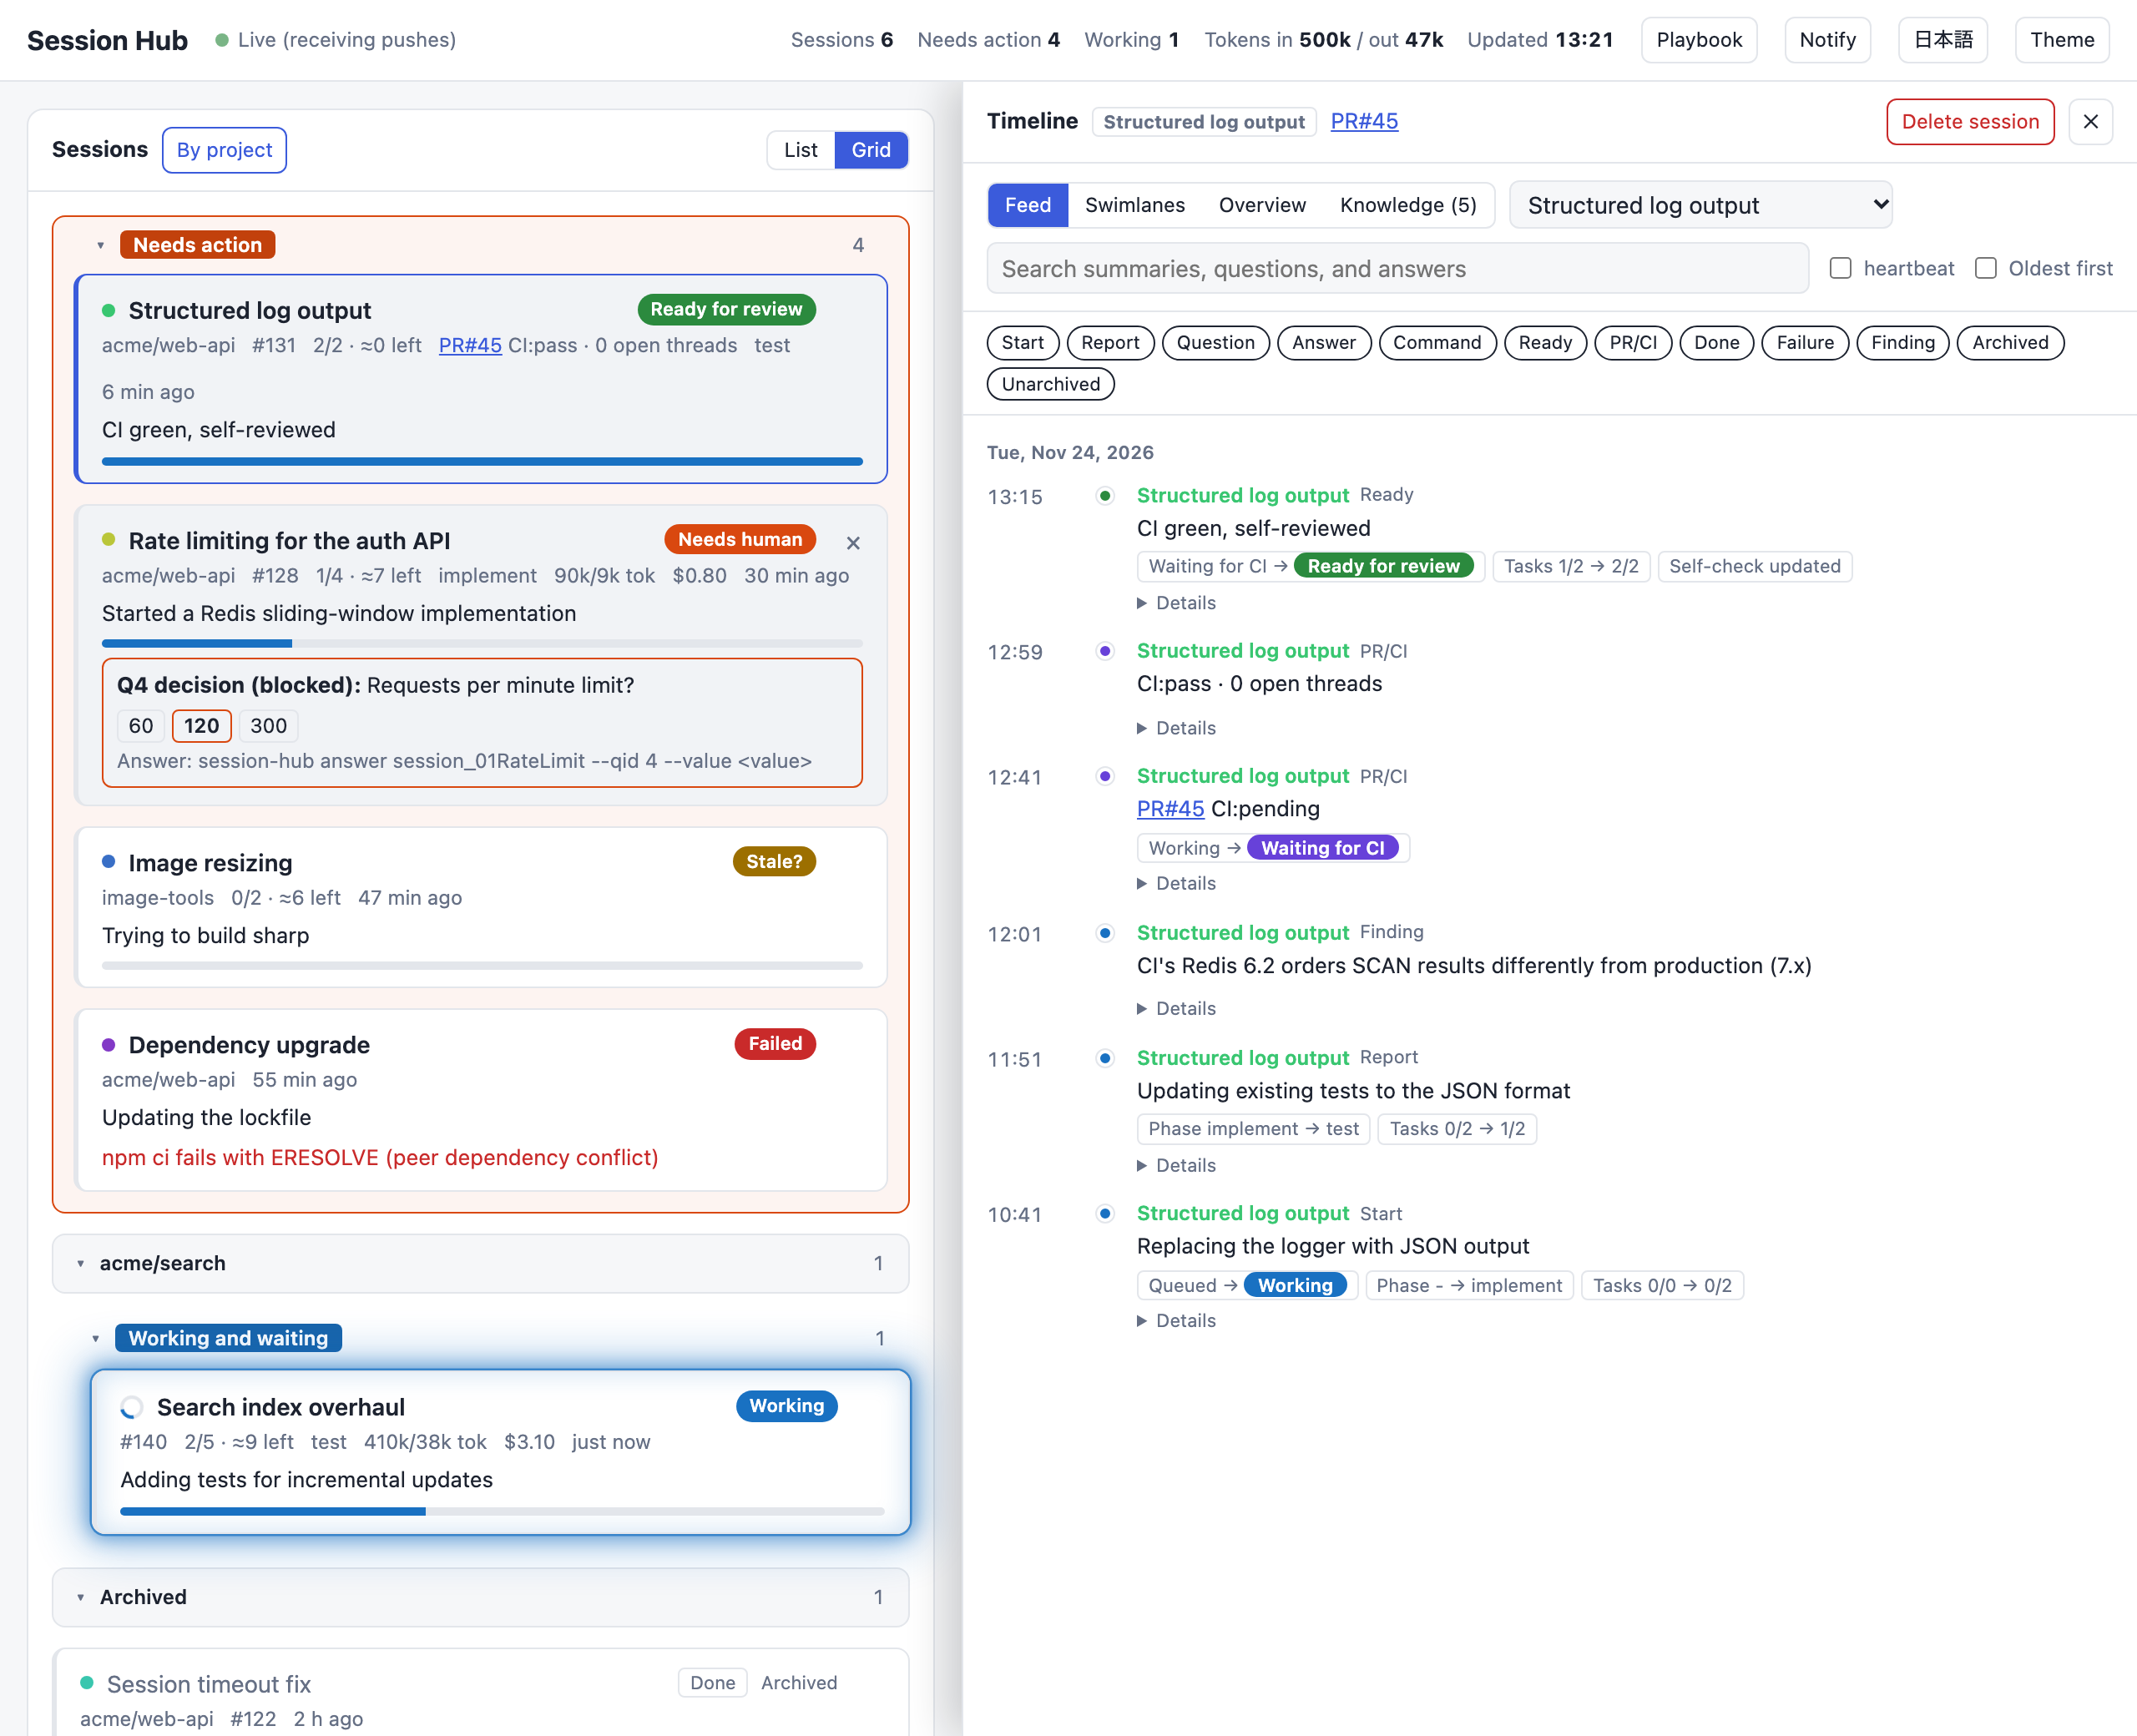 Session Hub
Live (receiving pushes)
Sessions 6 Needs action 4 Working 1 Tokens in 500k / out 47k Updated 13:21
Playbook
Notify
日本語
Theme
Sessions
By project
List
Grid
▾ Needs action 4
Structured log output
Ready for review
acme/web-api #131 2/2 · ≈0 left PR#45 CI:pass · 0 open threads test
6 min ago
CI green, self-reviewed
Rate limiting for the auth API
Needs human
×
acme/web-api #128 1/4 · ≈7 left implement 90k/9k tok $0.80 30 min ago
Started a Redis sliding-window implementation
Q4 decision (blocked): Requests per minute limit?
60 120 300
Answer: session-hub answer session_01RateLimit --qid 4 --value <value>
Image resizing
Stale?
image-tools 0/2 · ≈6 left 47 min ago
Trying to build sharp
Dependency upgrade
Failed
acme/web-api 55 min ago
Updating the lockfile
npm ci fails with ERESOLVE (peer dependency conflict)
▾ acme/search 1
▾ Working and waiting 1
Search index overhaul
Working
#140 2/5 · ≈9 left test 410k/38k tok $3.10 just now
Adding tests for incremental updates
▾ Archived 1
Session timeout fix
Done Archived
acme/web-api #122 2 h ago
Timeline
Structured log output
PR#45
Delete session
✕
Feed
Swimlanes
Overview
Knowledge (5)
Structured log output
Search summaries, questions, and answers
heartbeat
Oldest first
Start Report Question Answer Command Ready PR/CI Done Failure Finding Archived
Unarchived
Tue, Nov 24, 2026
13:15 Structured log output Ready
CI green, self-reviewed
Waiting for CI → Ready for review Tasks 1/2 → 2/2 Self-check updated
▶ Details
12:59 Structured log output PR/CI
CI:pass · 0 open threads
▶ Details
12:41 Structured log output PR/CI
PR#45 CI:pending
Working → Waiting for CI
▶ Details
12:01 Structured log output Finding
CI's Redis 6.2 orders SCAN results differently from production (7.x)
▶ Details
11:51 Structured log output Report
Updating existing tests to the JSON format
Phase implement → test Tasks 0/2 → 1/2
▶ Details
10:41 Structured log output Start
Replacing the logger with JSON output
Queued → Working Phase - → implement Tasks 0/0 → 0/2
▶ Details